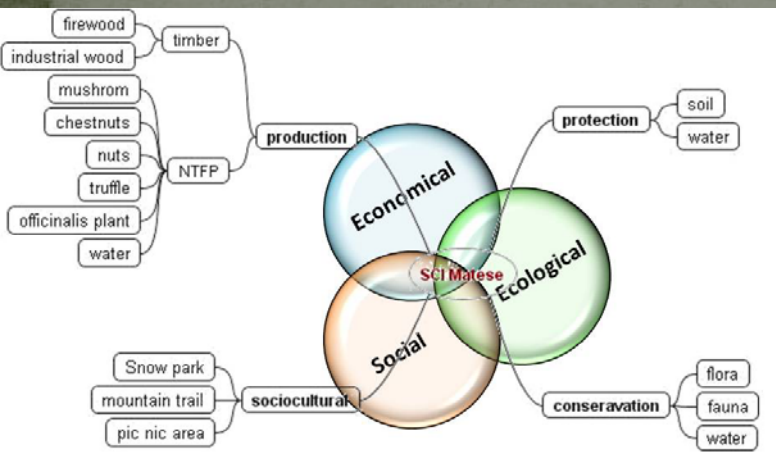 firewood
industrial wood
timber
mushrom
chestnuts
nuts
truffle
officinalis plant
water
NTFP
production
Economical
protection
soil
water
SCI Matese
Ecological
Social
Snow park
mountain trail
pic nic area
sociocultural
conseravation
flora
fauna
water